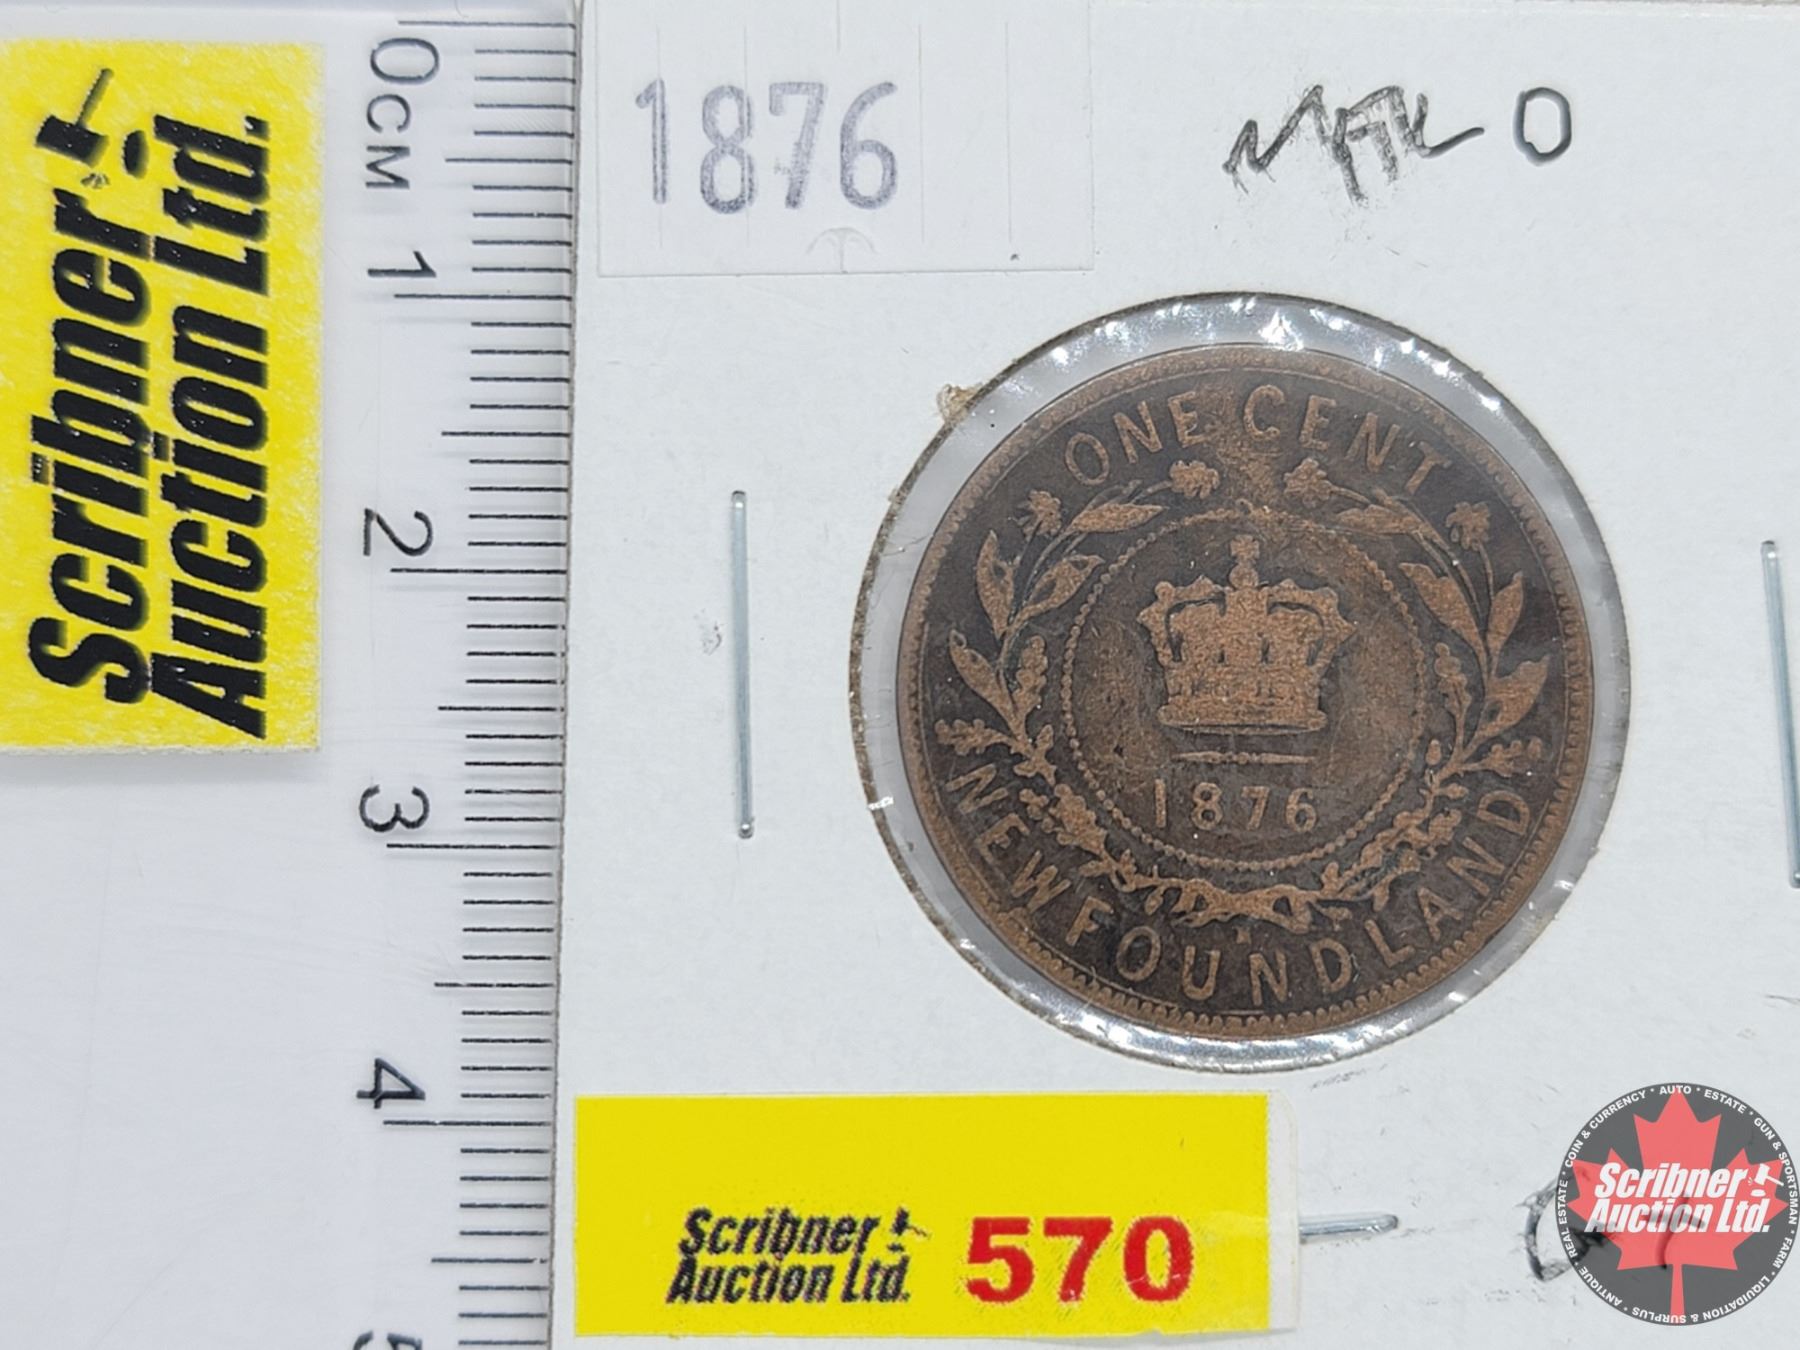 Scribner
Auction Ltd.
0CM
1
2
3
4
5
1876
ONE CENT
1876
NEWFOUNDLAND
Scribner
Auction Ltd.
570
COIN & CURRENCY * AUTO * ESTATE * GUN & SPORTSMAN * FARM * LIQUIDATION & SURPLUS * ANTIQUE * REAL ESTATE *
Scribner
Auction Ltd.